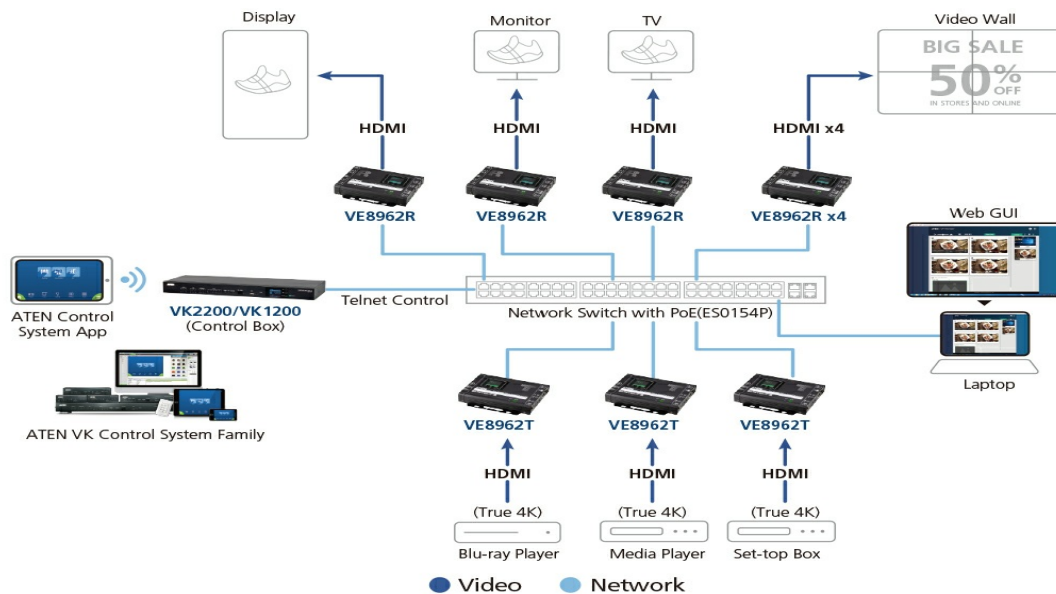 Display
Monitor
TV
Video Wall
BIG SALE
50%
OFF
IN STORES AND ONLINE
HDMI
HDMI
HDMI
HDMI x4
VE8962R
VE8962R
VE8962R
VE8962R x4
Web GUI
ATEN Control
System App
VK2200/VK1200
(Control Box)
Telnet Control
Network Switch with PoE(ES0154P)
Laptop
ATEN VK Control System Family
VE8962T
VE8962T
VE8962T
HDMI
HDMI
HDMI
(True 4K)
(True 4K)
(True 4K)
Blu-ray Player
Media Player
Set-top Box
Video
Network